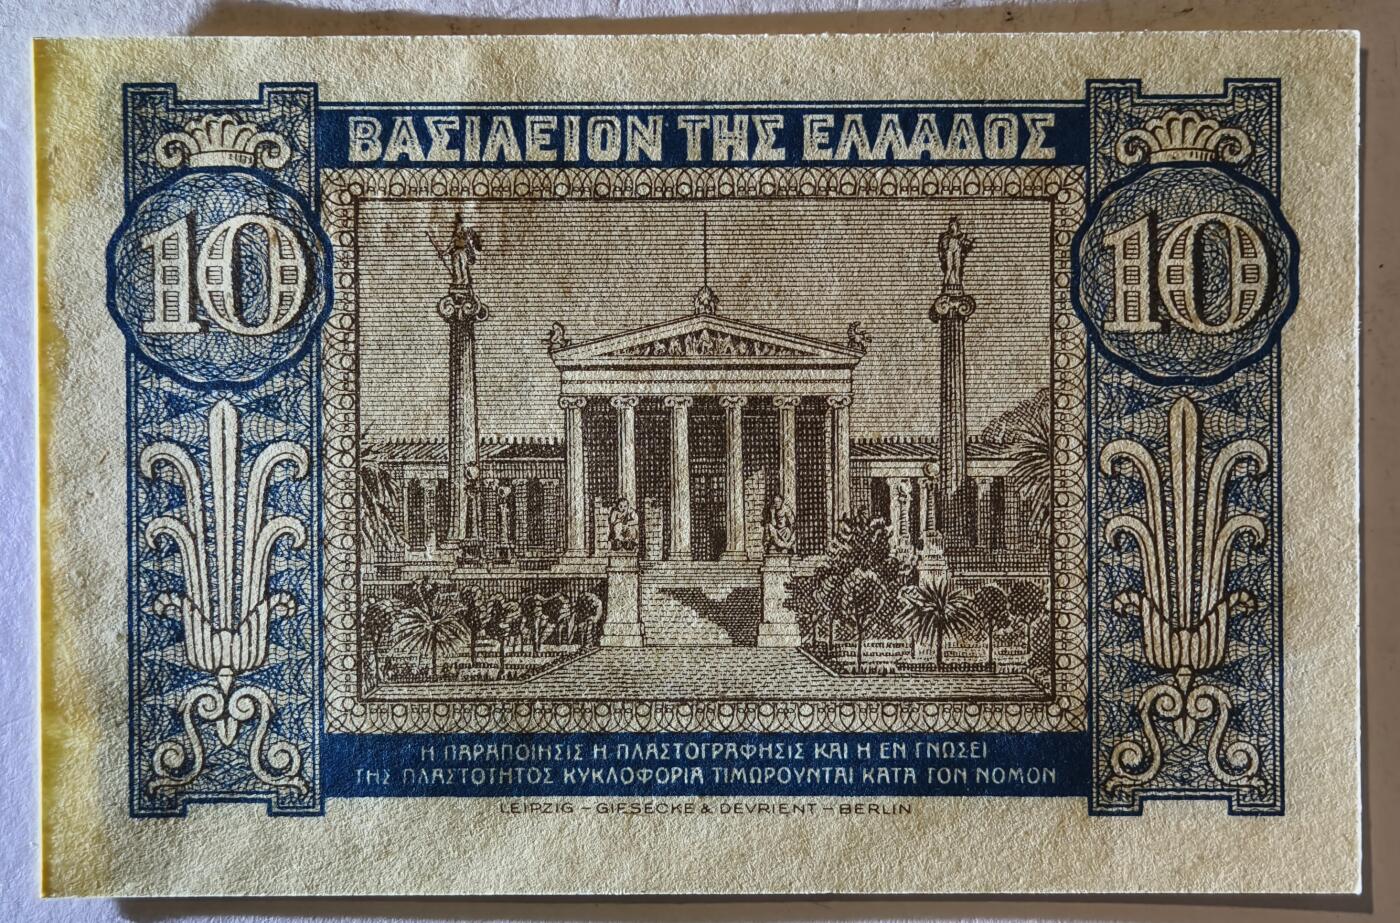 ΒΑΣΙΛΕΙΟΝ ΤΗΣ ΕΛΛΑΔΟΣ
10
10
Η ΠΑΡΑΠΟΙΗΣΙΣ Η ΠΛΑΣΤΟΓΡΑΦΗΣΙΣ ΚΑΙ Η ΕΝ ΓΝΩΣΕΙ
ΤΗΣ ΠΛΑΣΤΟΤΗΤΟΣ ΚΥΚΛΟΦΟΡΙΑ ΤΙΜΩΡΟΥΝΤΑΙ ΚΑΤΑ ΤΟΝ ΝΟΜΟΝ
LEIPZIG – GIESECKE & DEVRIENT – BERLIN